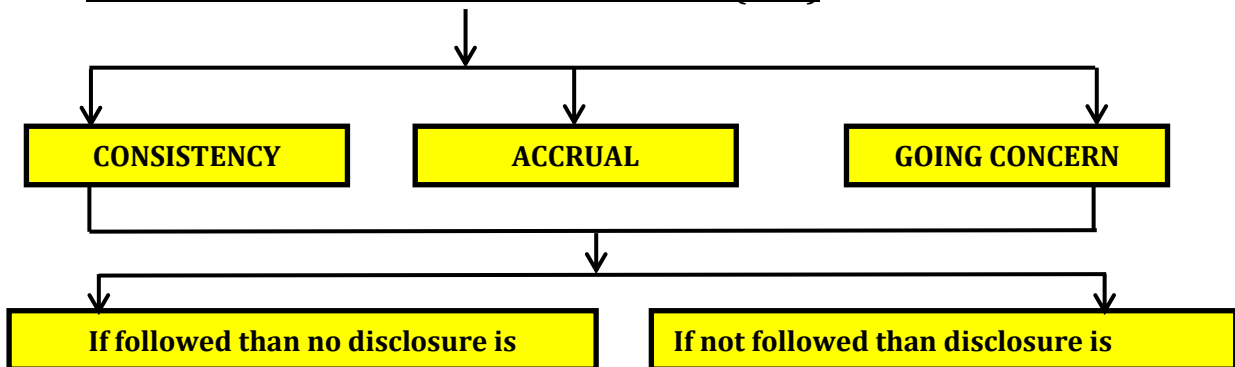 CONSISTENCY
ACCRUAL
GOING CONCERN
If followed than no disclosure is
If not followed than disclosure is